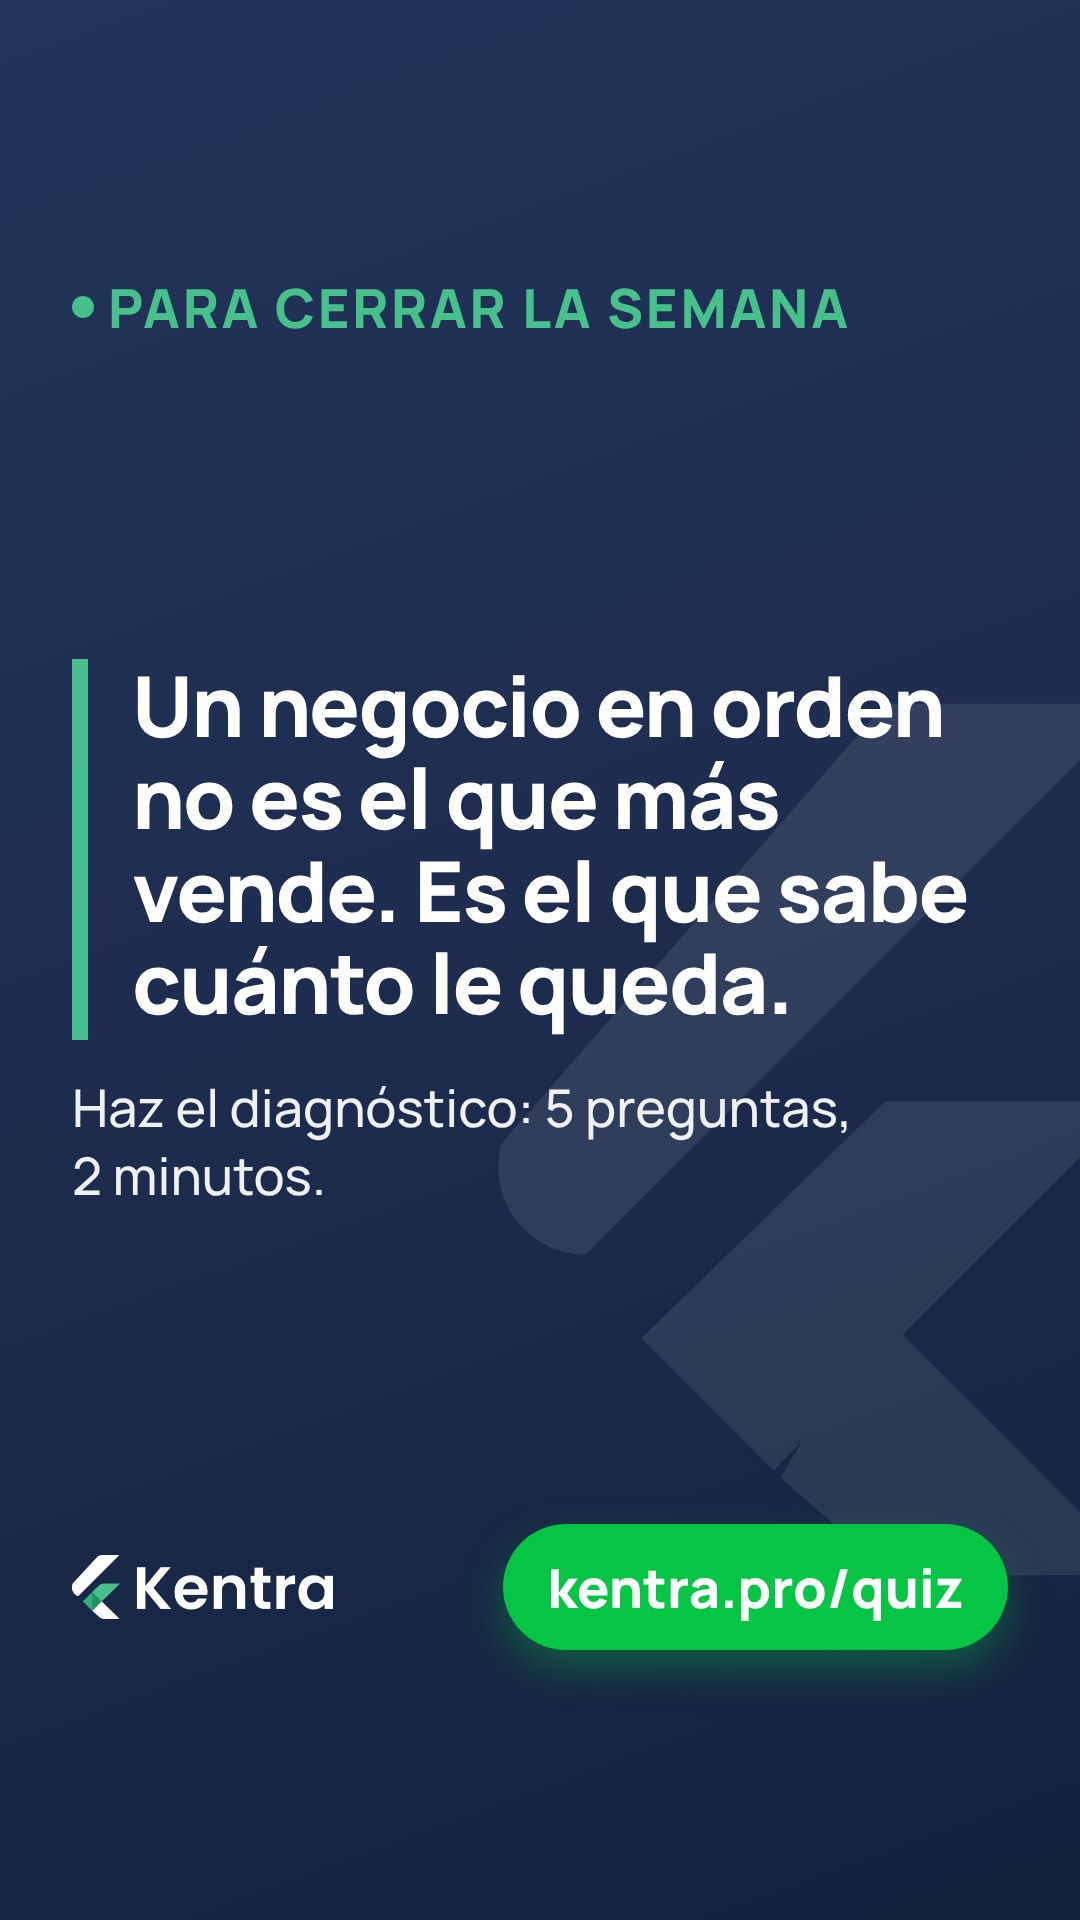 PARA CERRAR LA SEMANA
Un negocio en orden
no es el que más
vende. Es el que sabe
cuánto le queda.
Haz el diagnóstico: 5 preguntas,
2 minutos.
Kentra
kentra.pro/quiz